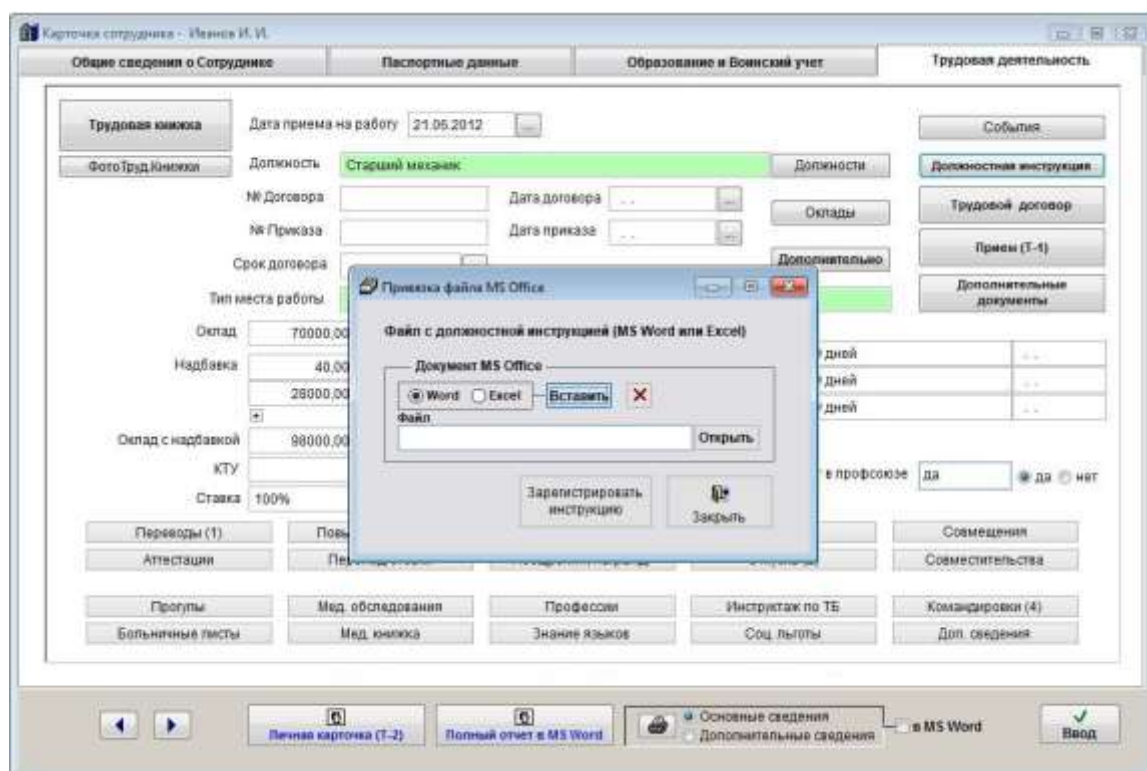 Карточка сотрудника - Иванов И. И.
Общие сведения о Сотруднике
Паспортные данные
Образование и Воинский учет
Трудовая деятельность
Трудовая книжка
Дата приема на работу 21.06.2012 ...
События
ФотоТруд.Книжки
Должность Старший механик
Должности
Должностная инструкция
№ Договора
Дата договора . . ...
Оклады
Трудовой договор
№ Приказа
Дата приказа . . ...
Прием (Т-1)
Срок договора
Дополнительно
Тип места работы
Дополнительные
документы
Привязка файла MS Office
Файл с должностной инструкцией (MS Word или Excel)
Документ MS Office
Word Excel Вставить
Файл
Открыть
Зарегистрировать
инструкцию
Закрыть
Оклад 70000,00
Надбавка 40,00
28000,00
+
Оклад с надбавкой 98000,00
КТУ
Ставка 100%
дней . .
дней . .
дней . .
в профсоюзе да да нет
Переводы (1)
Совмещения
Аттестации
Совместительства
Прогулы
Мед. обследования
Профессии
Инструктаж по ТБ
Командировки (4)
Больничные листы
Мед. книжка
Знание языков
Соц. льготы
Доп. сведения
Личная карточка (Т-2)
Полный отчет в MS Word
Основные сведения
Дополнительные сведения
в MS Word
Ввод